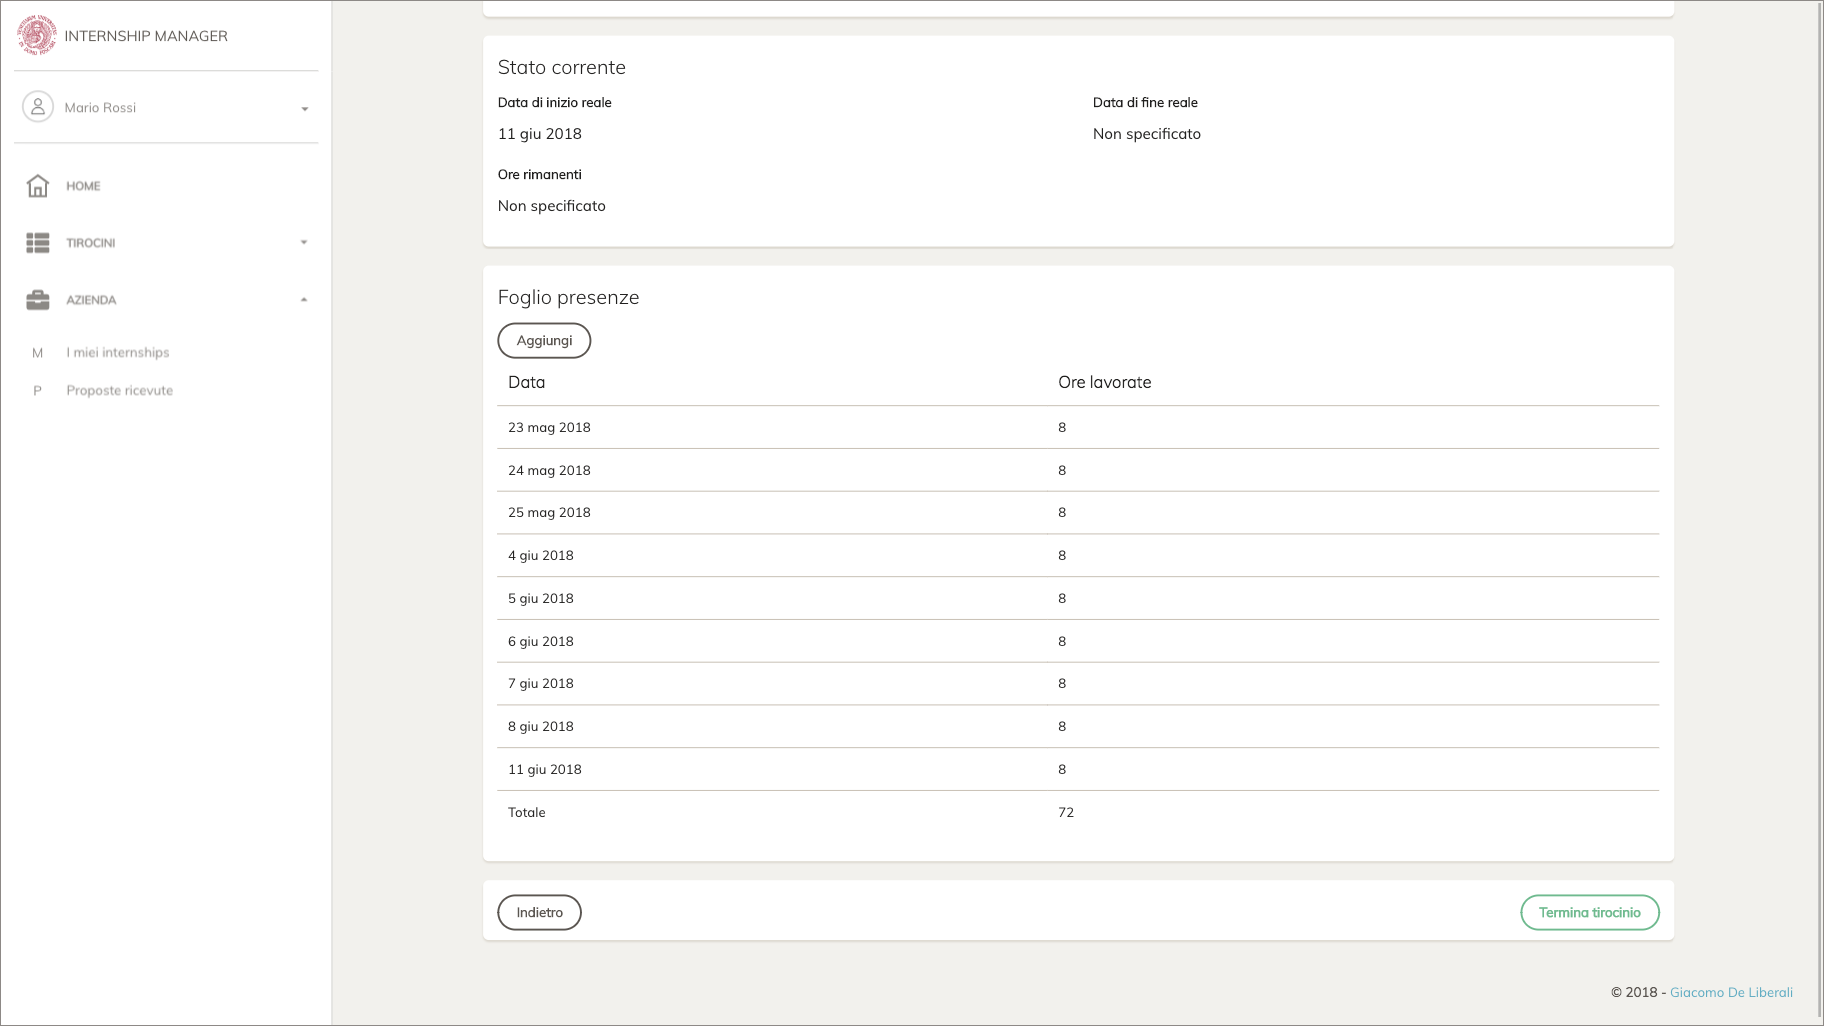 INTERNSHIP MANAGER
Mario Rossi
HOME
TIROCINI
AZIENDA
M I miei internships
P Proposte ricevute
Stato corrente
Data di inizio reale Data di fine reale
11 giu 2018 Non specificato
Ore rimanenti
Non specificato
Foglio presenze
Aggiungi
Data Ore lavorate
23 mag 2018 8
24 mag 2018 8
25 mag 2018 8
4 giu 2018 8
5 giu 2018 8
6 giu 2018 8
7 giu 2018 8
8 giu 2018 8
11 giu 2018 8
Totale 72
Indietro Termina tirocinio
© 2018 - Giacomo De Liberali